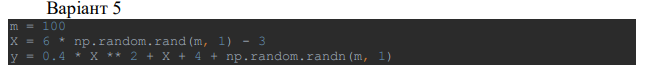 Варіант 5
m = 100
X = 6 * np.random.rand(m, 1) - 3
y = 0.4 * X ** 2 + X + 4 + np.random.randn(m, 1)